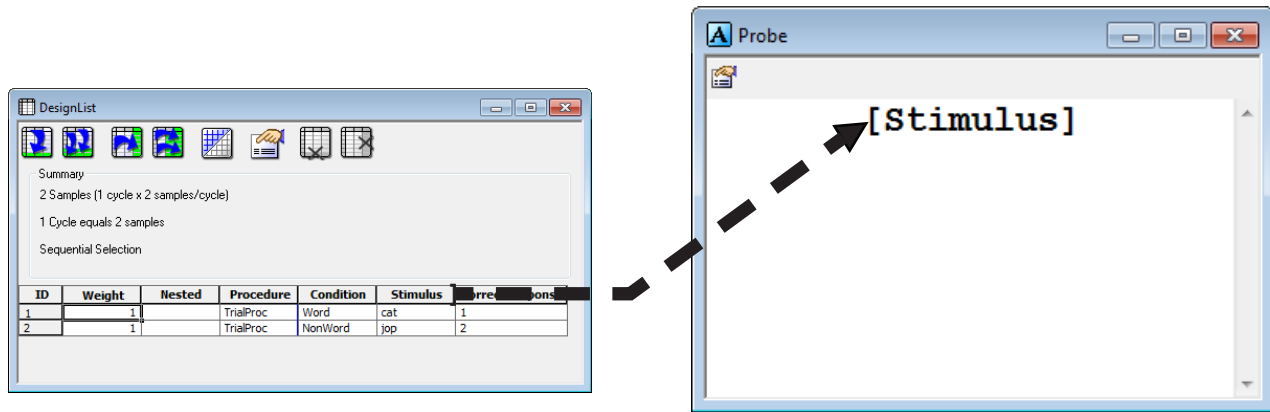 DesignList
Summary
2 Samples (1 cycle x 2 samples/cycle)
1 Cycle equals 2 samples
Sequential Selection
ID Weight Nested Procedure Condition Stimulus
1 1 TrialProc Word cat 1
2 1 TrialProc NonWord jop 2
Probe
[Stimulus]